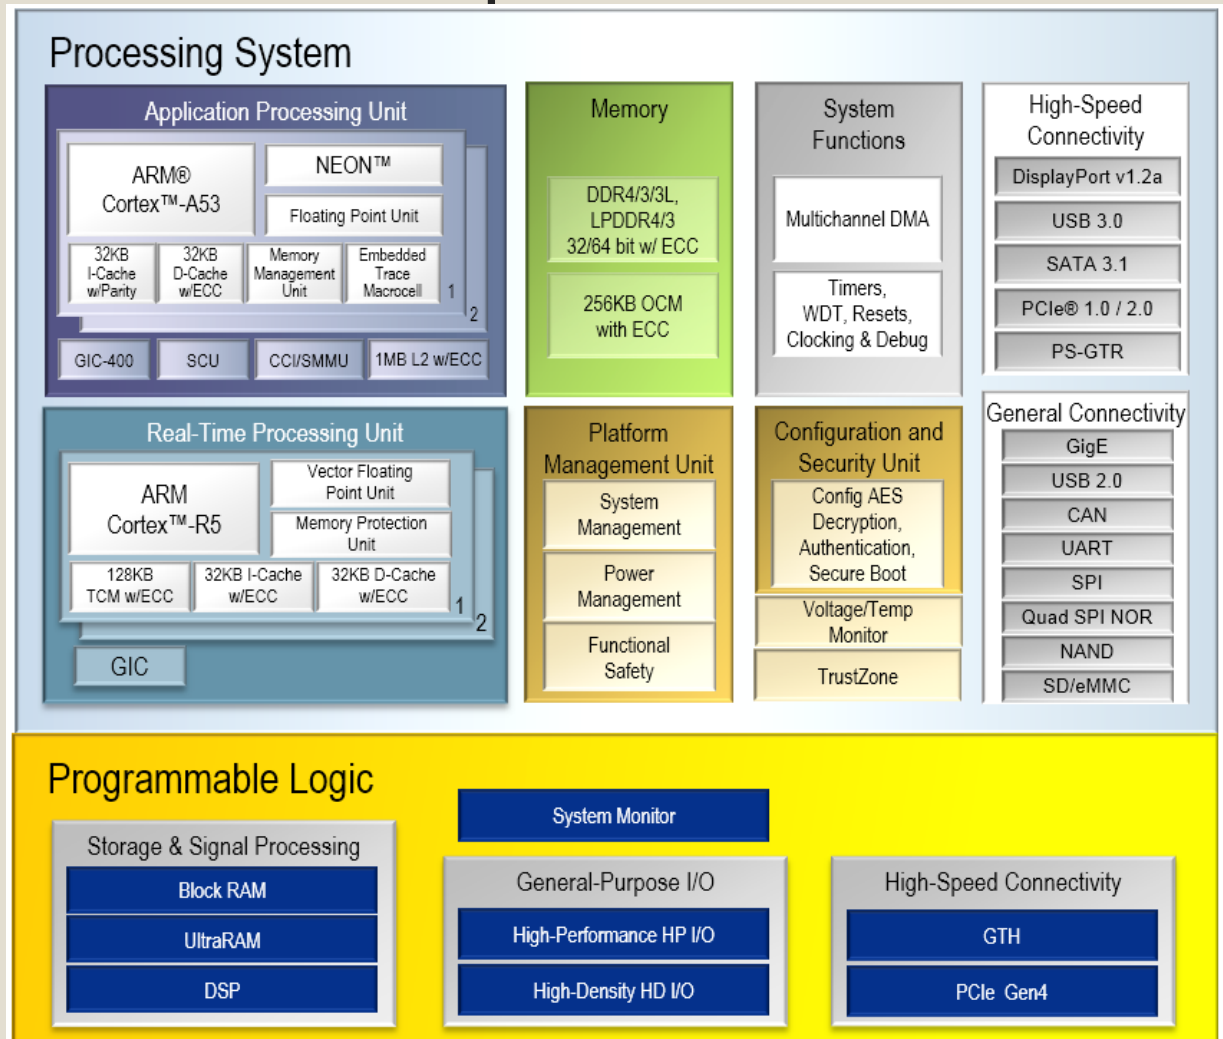 Processing System
Application Processing Unit
ARM®
Cortex™-A53
NEON™
Floating Point Unit
32KB
I-Cache
w/Parity
32KB
D-Cache
w/ECC
Memory
Management
Unit
Embedded
Trace
Macrocell
1
2
GIC-400
SCU
CCI/SMMU
1MB L2 w/ECC
Memory
DDR4/3/3L,
LPDDR4/3
32/64 bit w/ ECC
256KB OCM
with ECC
System
Functions
Multichannel DMA
Timers,
WDT, Resets,
Clocking & Debug
High-Speed
Connectivity
DisplayPort v1.2a
USB 3.0
SATA 3.1
PCIe® 1.0 / 2.0
PS-GTR
Real-Time Processing Unit
ARM
Cortex™-R5
Vector Floating
Point Unit
Memory Protection
Unit
128KB
TCM w/ECC
32KB I-Cache
w/ECC
32KB D-Cache
w/ECC
1
2
GIC
Platform
Management Unit
System
Management
Power
Management
Functional
Safety
Configuration and
Security Unit
Config AES
Decryption,
Authentication,
Secure Boot
Voltage/Temp
Monitor
TrustZone
General Connectivity
GigE
USB 2.0
CAN
UART
SPI
Quad SPI NOR
NAND
SD/eMMC
Programmable Logic
Storage & Signal Processing
Block RAM
UltraRAM
DSP
System Monitor
General-Purpose I/O
High-Performance HP I/O
High-Density HD I/O
High-Speed Connectivity
GTH
PCIe Gen4